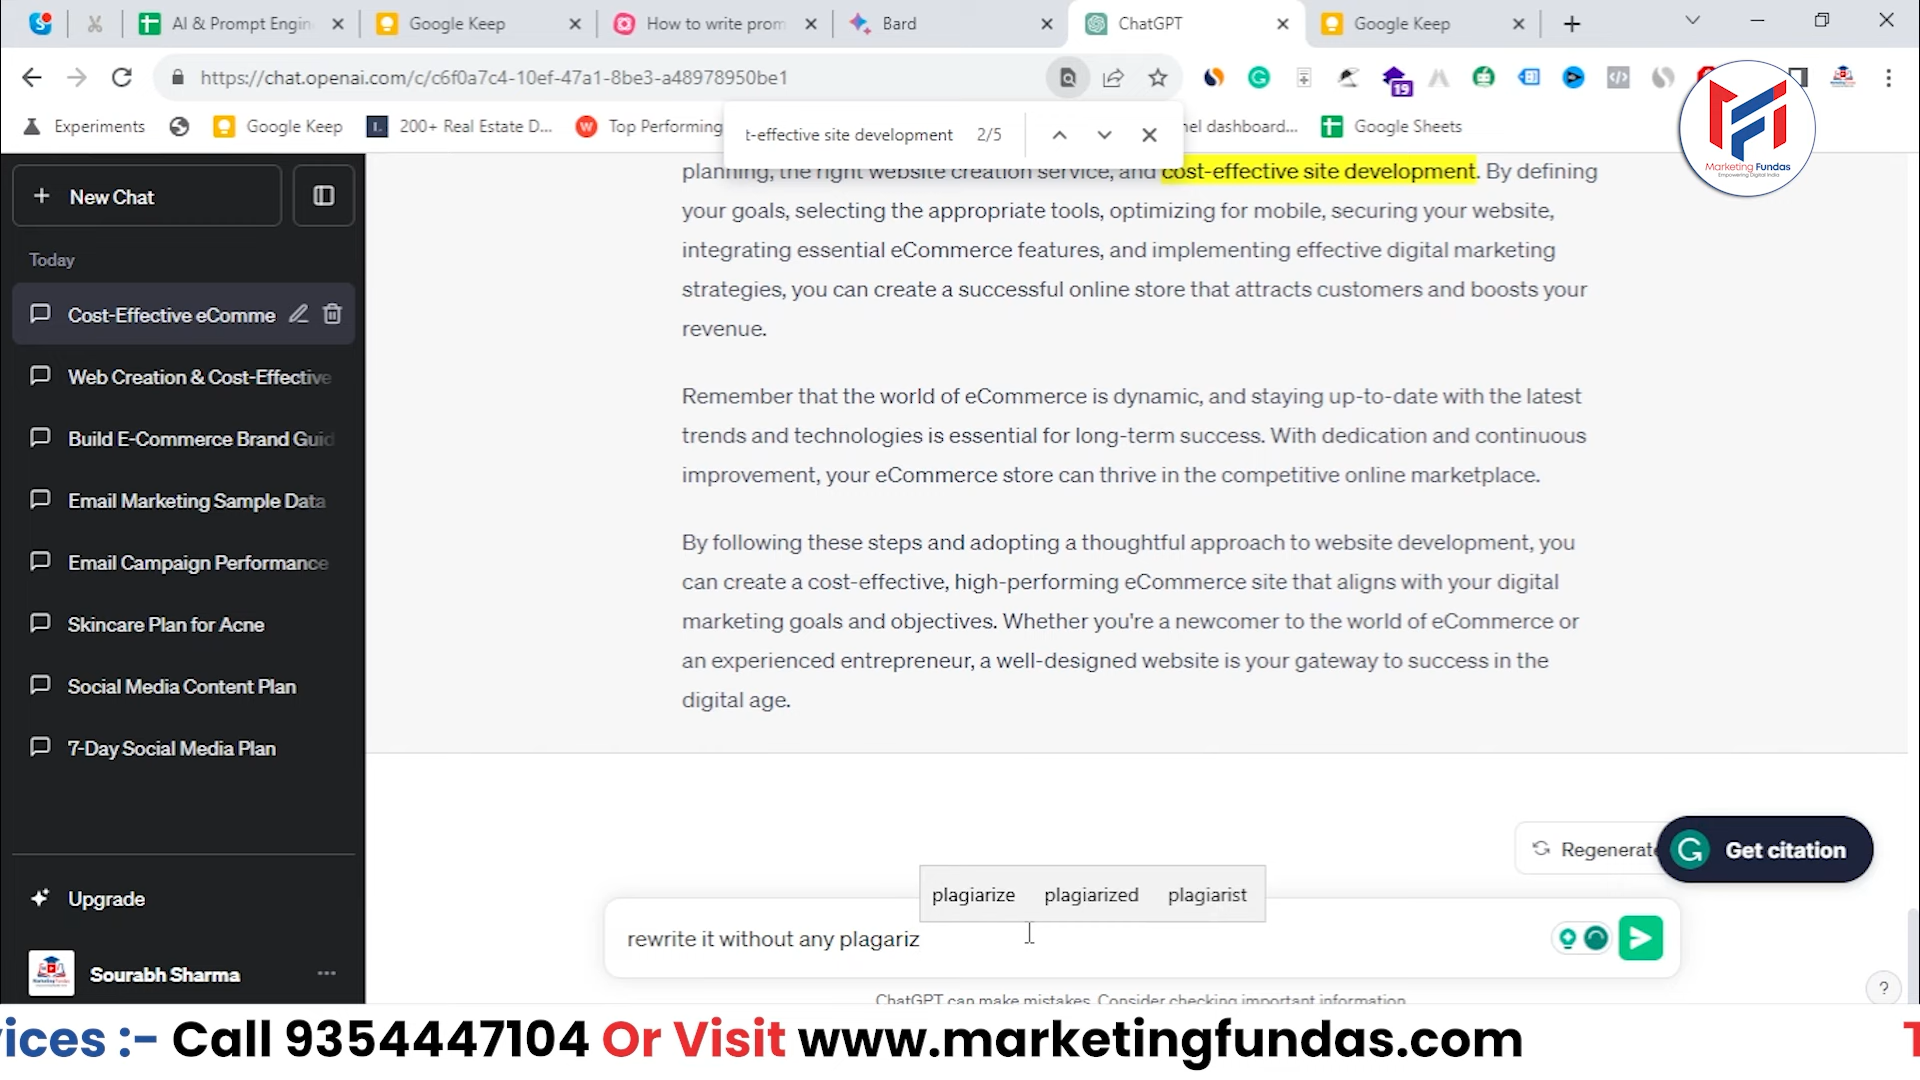 AI & Prompt Engin
Google Keep
How to write prom
Bard
ChatGPT
Google Keep
https://chat.openai.com/c/c6f0a7c4-10ef-47a1-8be3-a48978950be1
19
Experiments
Google Keep
200+ Real Estate D...
Top Performing
t-effective site development 2/5
nel dashboard...
Google Sheets
Marketing Fundas
Empowering Digital India
New Chat
Today
Cost-Effective eComme
Web Creation & Cost-Effective
Build E-Commerce Brand Guid
Email Marketing Sample Data
Email Campaign Performance
Skincare Plan for Acne
Social Media Content Plan
7-Day Social Media Plan
Upgrade
Sourabh Sharma
planning, the right website creation service, and cost-effective site development. By defining
your goals, selecting the appropriate tools, optimizing for mobile, securing your website,
integrating essential eCommerce features, and implementing effective digital marketing
strategies, you can create a successful online store that attracts customers and boosts your
revenue.
Remember that the world of eCommerce is dynamic, and staying up-to-date with the latest
trends and technologies is essential for long-term success. With dedication and continuous
improvement, your eCommerce store can thrive in the competitive online marketplace.
By following these steps and adopting a thoughtful approach to website development, you
can create a cost-effective, high-performing eCommerce site that aligns with your digital
marketing goals and objectives. Whether you're a newcomer to the world of eCommerce or
an experienced entrepreneur, a well-designed website is your gateway to success in the
digital age.
Regenerate
Get citation
plagiarize plagiarized plagiarist
rewrite it without any plagariz
ChatGPT can make mistakes. Consider checking important information.
?
vices :- Call 9354447104 Or Visit www.marketingfundas.com